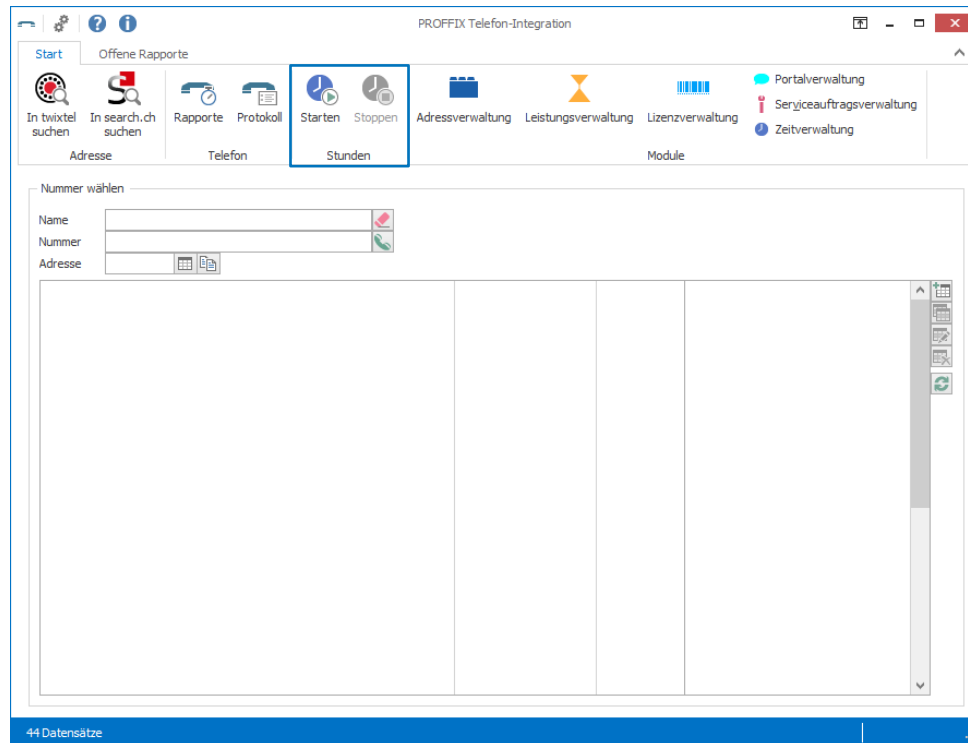 PROFFIX Telefon-Integration
Start Offene Rapporte
In twixtel suchen
In search.ch suchen
Adresse
Rapporte Protokoll
Telefon
Starten Stoppen
Stunden
Adressverwaltung Leistungsverwaltung Lizenzverwaltung
Portalverwaltung
Serviceauftragsverwaltung
Zeitverwaltung
Module
Nummer wählen
Name
Nummer
Adresse
44 Datensätze